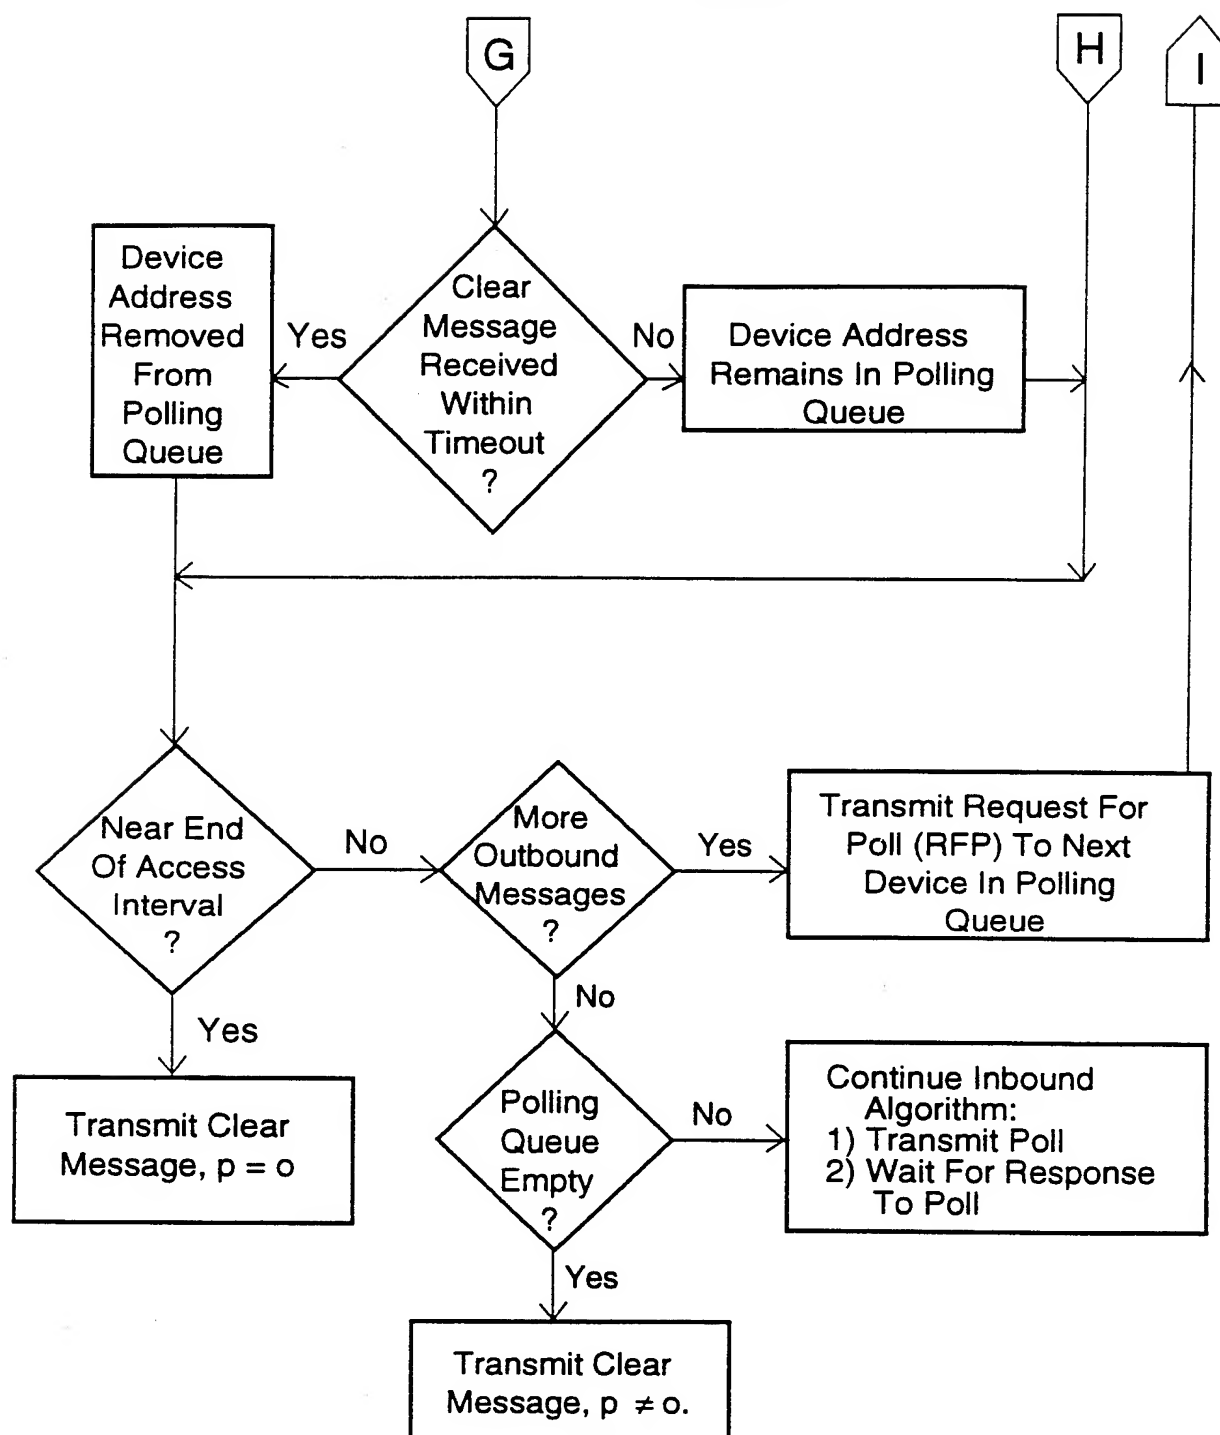 G
H
I
Device
Address
Removed
From
Polling
Queue
Yes
Clear
Message
Received
Within
Timeout
?
No
Device Address
Remains In Polling
Queue
Near End
Of Access
Interval
?
No
More
Outbound
Messages
?
Yes
Transmit Request For
Poll (RFP) To Next
Device In Polling
Queue
Yes
No
Transmit Clear
Message, p = o
Polling
Queue
Empty
?
No
Continue Inbound
Algorithm:
1) Transmit Poll
2) Wait For Response
To Poll
Yes
Transmit Clear
Message, p ≠ o.